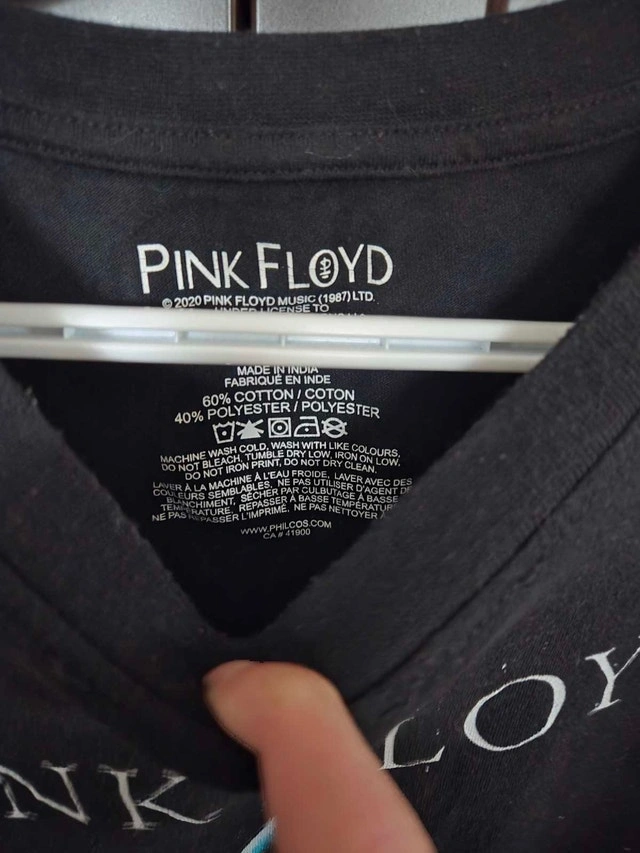 PINK FLOYD
© 2020 PINK FLOYD MUSIC (1987) LTD.
UNDER LICENSE TO
MADE IN INDIA
FABRIQUÉ EN INDE
60% COTTON / COTON
40% POLYESTER / POLYESTER
MACHINE WASH COLD, WASH WITH LIKE COLOURS,
DO NOT BLEACH, TUMBLE DRY LOW, IRON ON LOW.
DO NOT IRON PRINT, DO NOT DRY CLEAN.
LAVER À LA MACHINE À L'EAU FROIDE, LAVER AVEC DES
COULEURS SEMBLABLES, NE PAS UTILISER D'AGENT DE
BLANCHIMENT, SÉCHER PAR CULBUTAGE À BASSE
TEMPÉRATURE, REPASSER À BASSE TEMPÉRATURE
NE PAS REPASSER L'IMPRIMÉ, NE PAS NETTOYER À
WWW.PHILCOS.COM
CA # 41900
NK LOY